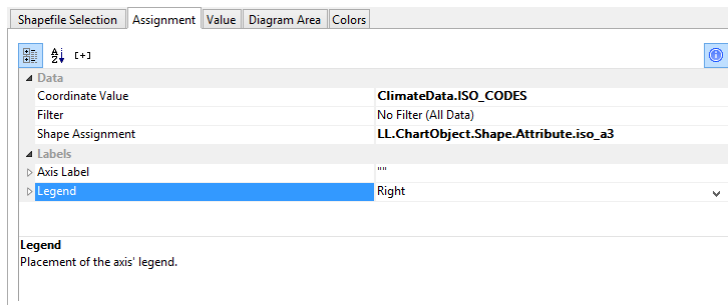 Shapefile Selection Assignment Value Diagram Area Colors
A Z [+]
Data
Coordinate Value ClimateData.ISO_CODES
Filter No Filter (All Data)
Shape Assignment LL.ChartObject.Shape.Attribute.iso_a3
Labels
Axis Label ""
Legend Right
Legend
Placement of the axis' legend.